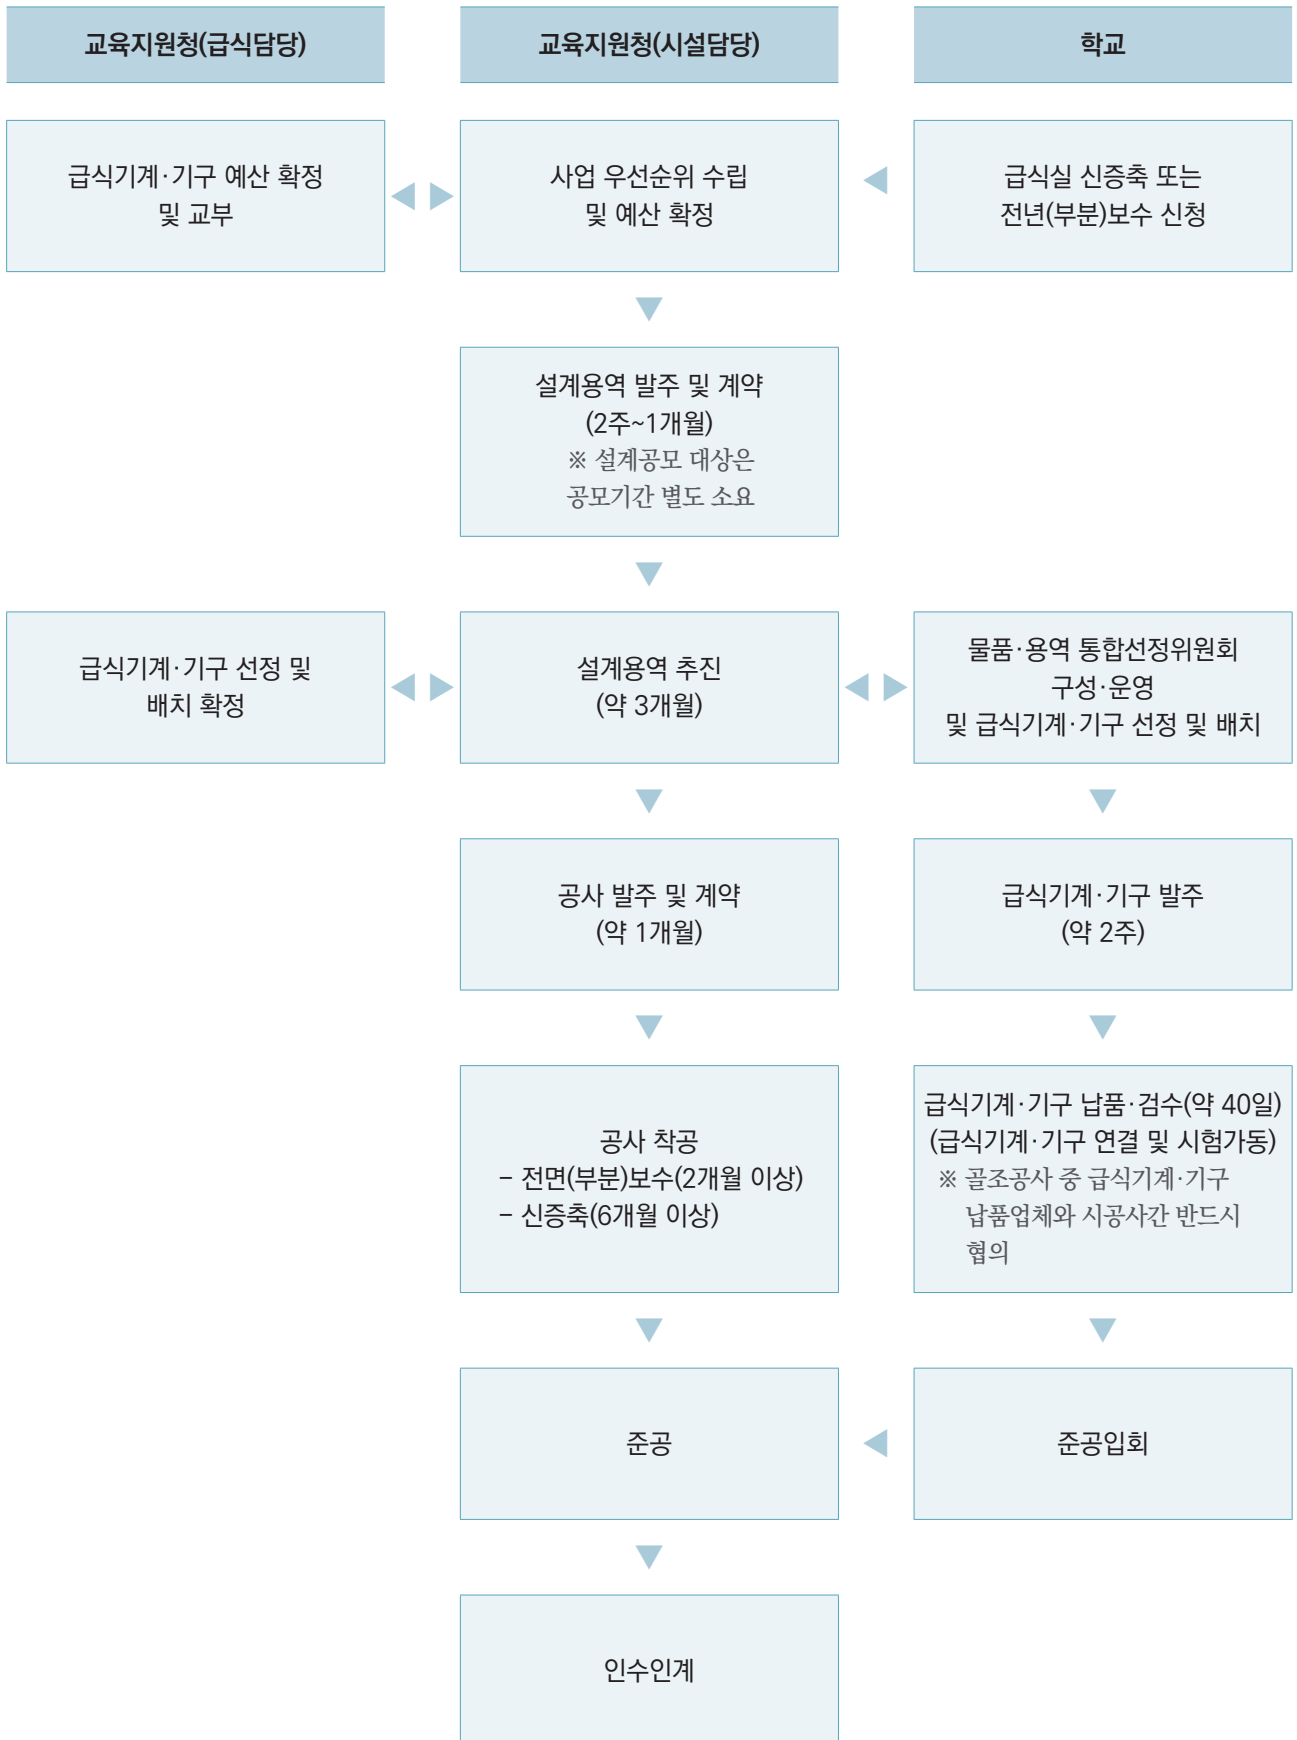 교육지원청(급식담당)
교육지원청(시설담당)
학교
급식기계·기구 예산 확정
및 교부
사업 우선순위 수립
및 예산 확정
급식실 신증축 또는
전년(부분)보수 신청
설계용역 발주 및 계약
(2주~1개월)
※ 설계공모 대상은
공모기간 별도 소요
급식기계·기구 선정 및
배치 확정
설계용역 추진
(약 3개월)
물품·용역 통합선정위원회
구성·운영
및 급식기계·기구 선정 및 배치
공사 발주 및 계약
(약 1개월)
급식기계·기구 발주
(약 2주)
공사 착공
- 전면(부분)보수(2개월 이상)
- 신증축(6개월 이상)
급식기계·기구 납품·검수(약 40일)
(급식기계·기구 연결 및 시험가동)
※ 골조공사 중 급식기계·기구
납품업체와 시공사간 반드시
협의
준공
준공입회
인수인계